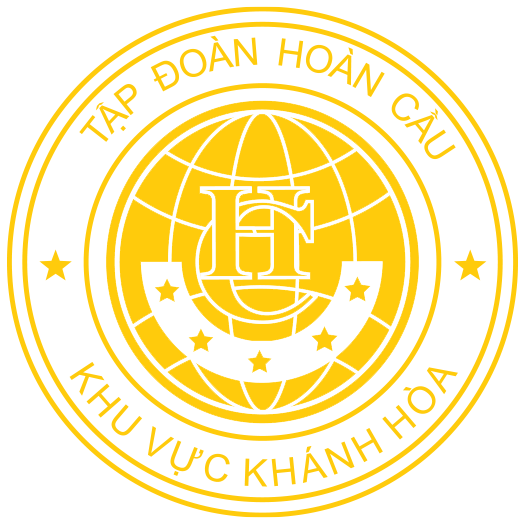 TẬP ĐOÀN HOÀN CẦU
HC
KHU VỰC KHÁNH HÒA